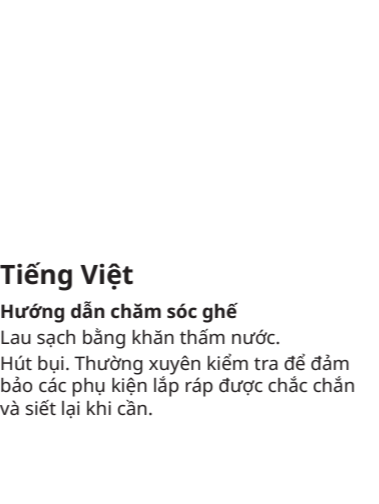 Tiếng Việt
Hướng dẫn chăm sóc ghế
Lau sạch bằng khăn thấm nước.
Hút bụi. Thường xuyên kiểm tra để đảm
bảo các phụ kiện lắp ráp được chắc chắn
và siết lại khi cần.